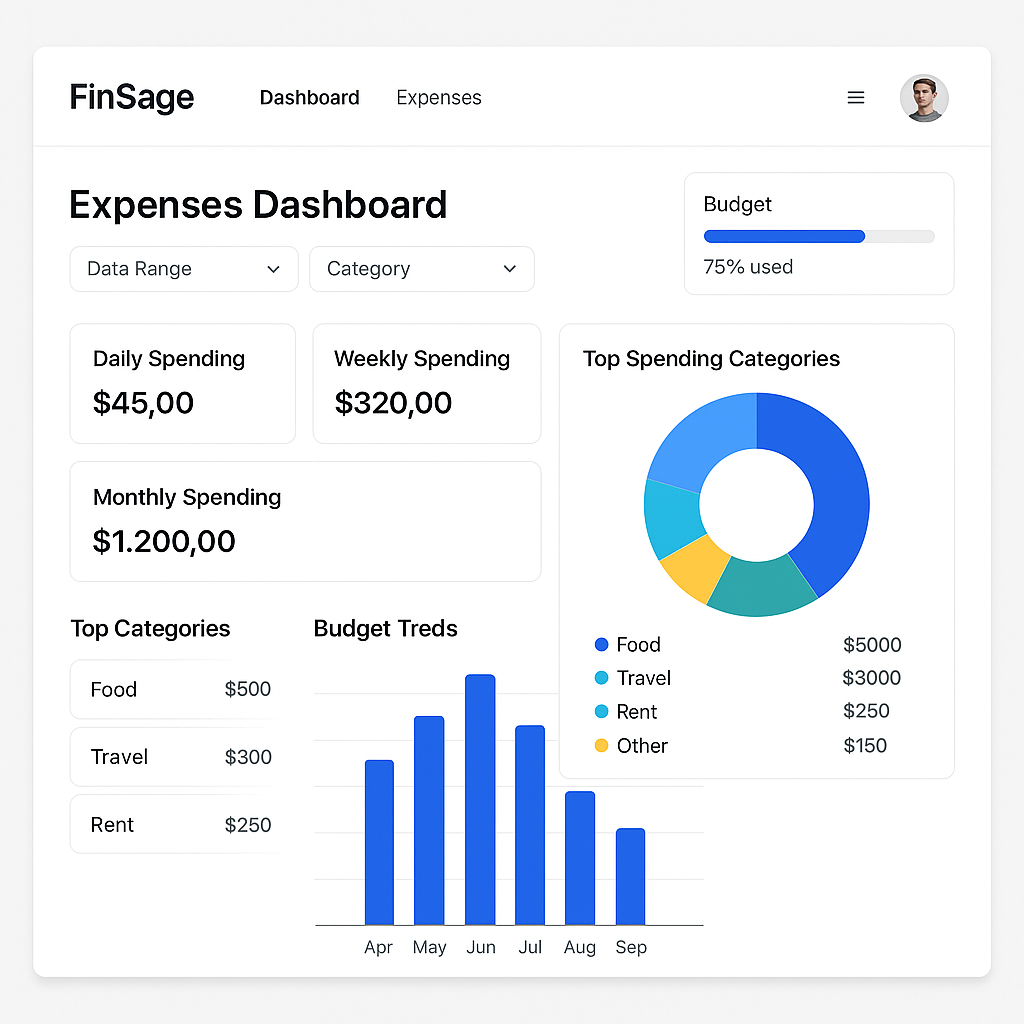 FinSage
Dashboard
Expenses
Expenses Dashboard
Data Range
Category
Budget
75% used
Daily Spending
$45,00
Weekly Spending
$320,00
Monthly Spending
$1.200,00
Top Spending Categories
Food $5000
Travel $3000
Rent $250
Other $150
Top Categories
Food $500
Travel $300
Rent $250
Budget Treds
Apr May Jun Jul Aug Sep